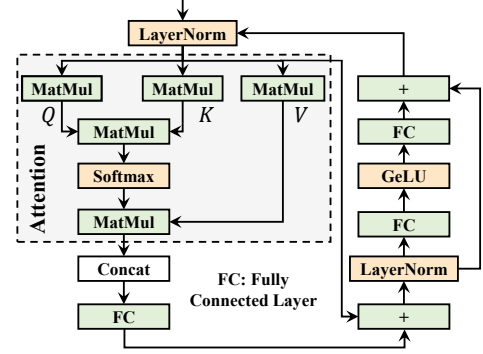 LayerNorm
MatMul
MatMul
MatMul
Q
K
V
MatMul
Softmax
MatMul
Attention
Concat
FC
FC: Fully
Connected Layer
+
FC
GeLU
FC
LayerNorm
+